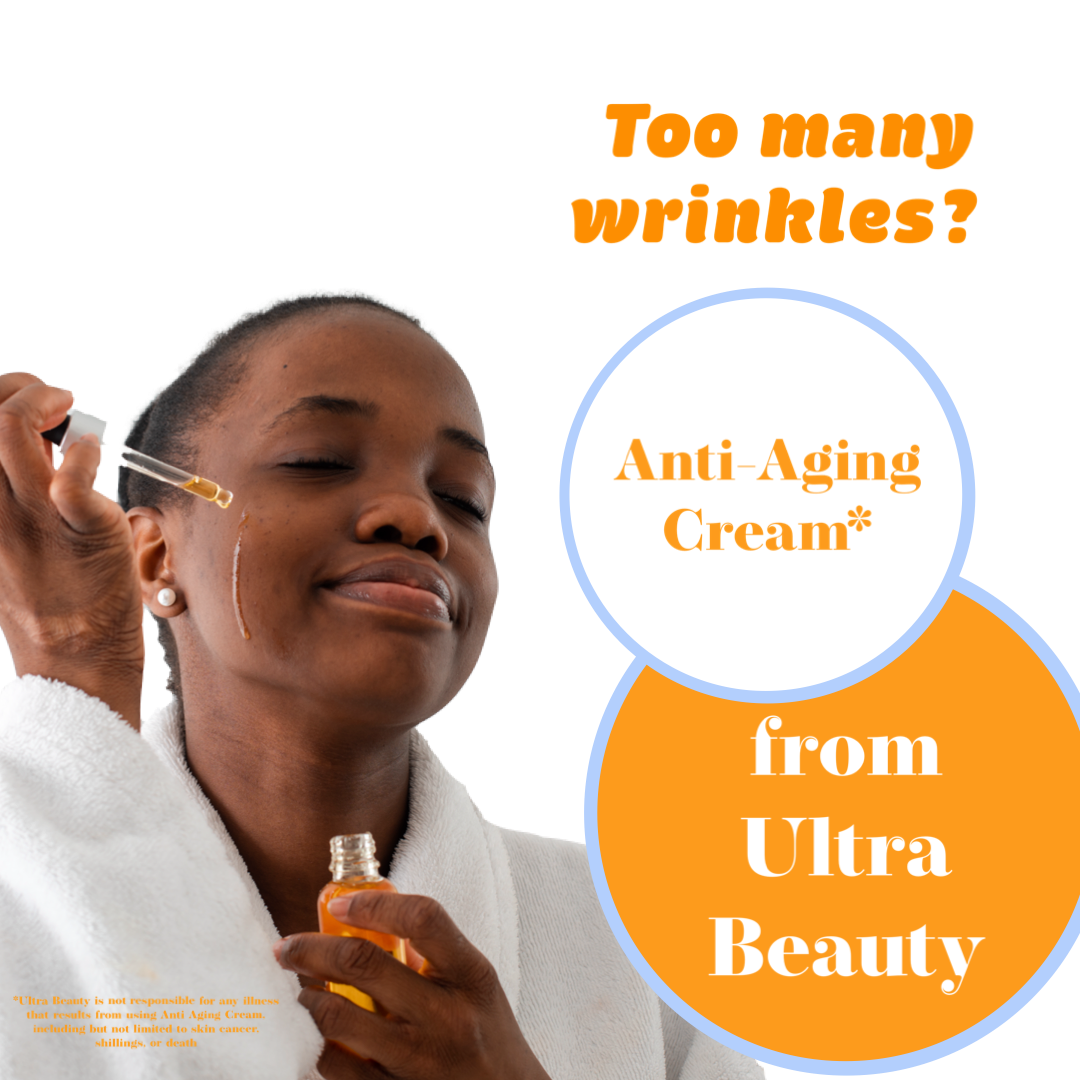 Too many
wrinkles?
Anti-Aging
Cream*
from
Ultra
Beauty
*Ultra Beauty is not responsible for any illness
that results from using Anti Aging Cream,
including but not limited to skin cancer,
shillings, or death